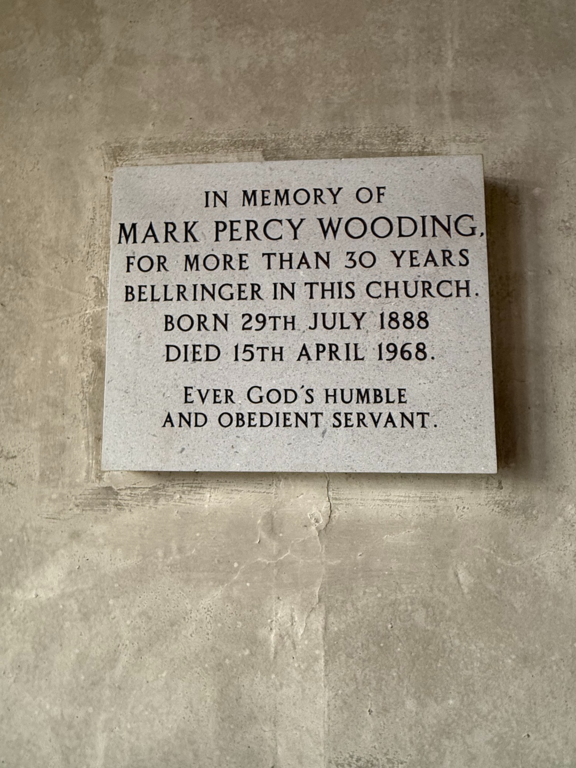 IN MEMORY OF
MARK PERCY WOODING,
FOR MORE THAN 30 YEARS
BELLRINGER IN THIS CHURCH.
BORN 29TH JULY 1888
DIED 15TH APRIL 1968.
EVER GOD'S HUMBLE
AND OBEDIENT SERVANT.